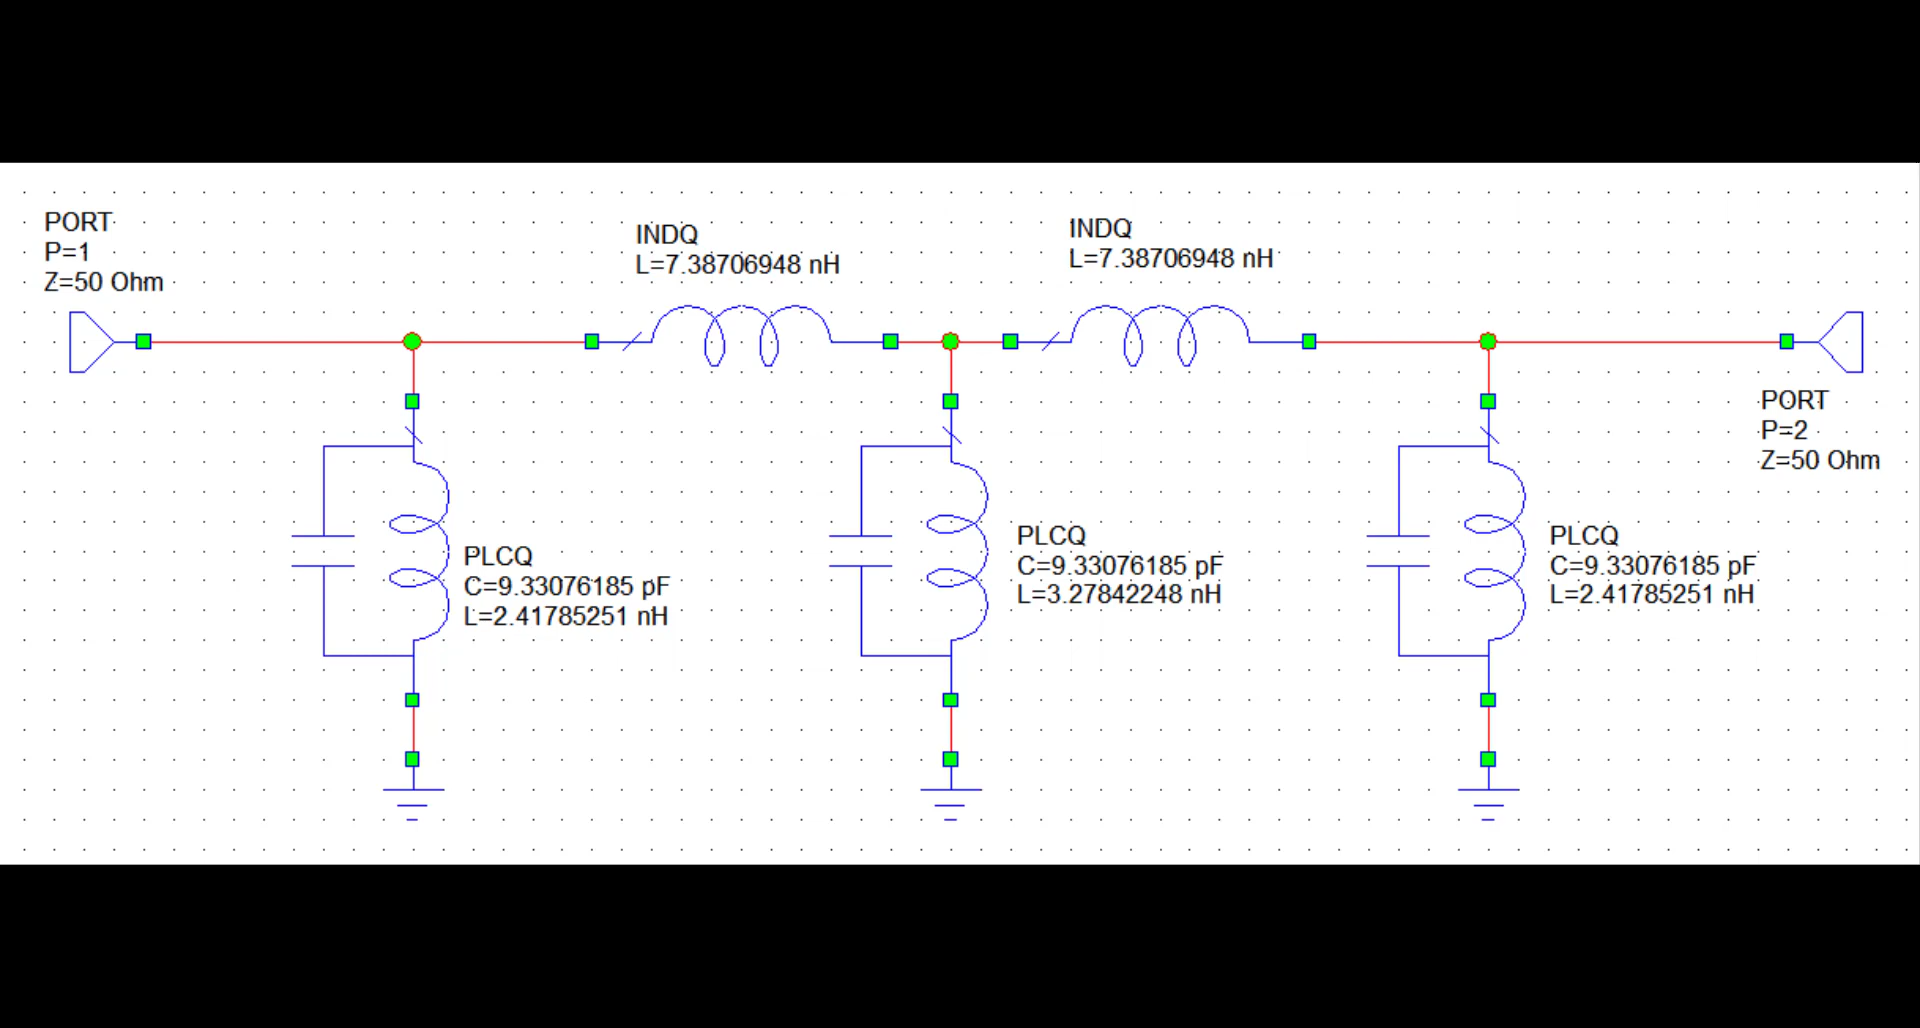 PORT
P=1
Z=50 Ohm
INDQ
L=7.38706948 nH
INDQ
L=7.38706948 nH
PORT
P=2
Z=50 Ohm
PLCQ
C=9.33076185 pF
L=2.41785251 nH
PLCQ
C=9.33076185 pF
L=3.27842248 nH
PLCQ
C=9.33076185 pF
L=2.41785251 nH